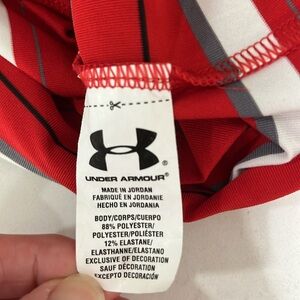 UNDER ARMOUR®
MADE IN JORDAN
FABRIQUÉ EN JORDANIE
HECHO EN JORDANIA
BODY/CORPS/CUERPO
88% POLYESTER/
POLYESTER/POLIÉSTER
12% ELASTANE/
ELASTHANNE/ELASTANO
EXCLUSIVE OF DECORATION
SAUF DÉCORATION
EXCEPTO DECORACIÓN